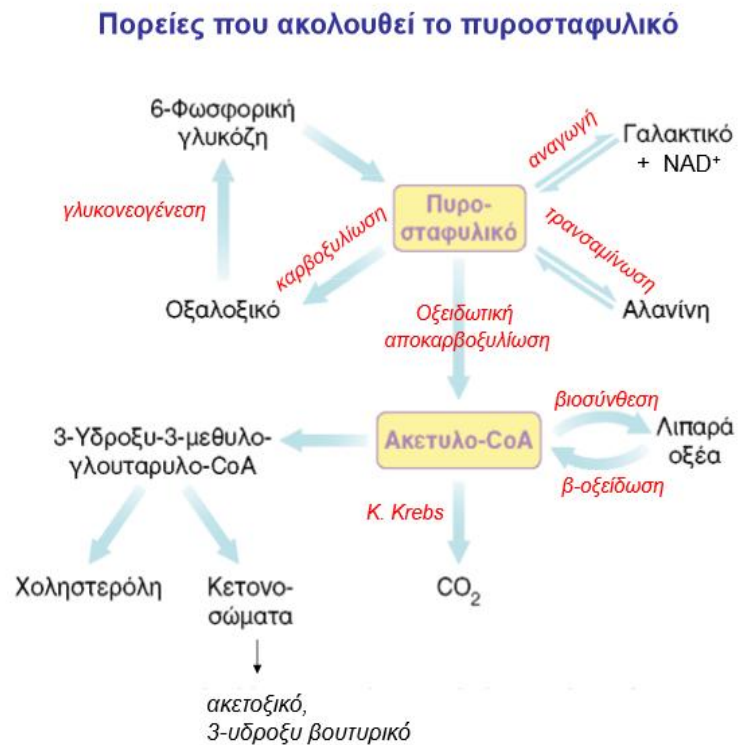 Πορείες που ακολουθεί το πυροσταφυλικό
6-Φωσφορική
γλυκόζη
αναγωγή
Γαλακτικό
+ NAD⁺
γλυκονεογένεση
καρβοξυλίωση
Πυρο-
σταφυλικό
τρανσαμίνωση
Οξαλοξικό
Οξειδωτική
αποκαρβοξυλίωση
Αλανίνη
3-Υδροξυ-3-μεθυλο-
γλουταρυλο-CoA
Ακετυλο-CoA
βιοσύνθεση
Λιπαρά
οξέα
β-οξείδωση
K. Krebs
Χοληστερόλη
Κετονο-
σώματα
CO₂
ακετοξικό,
3-υδροξυ βουτυρικό